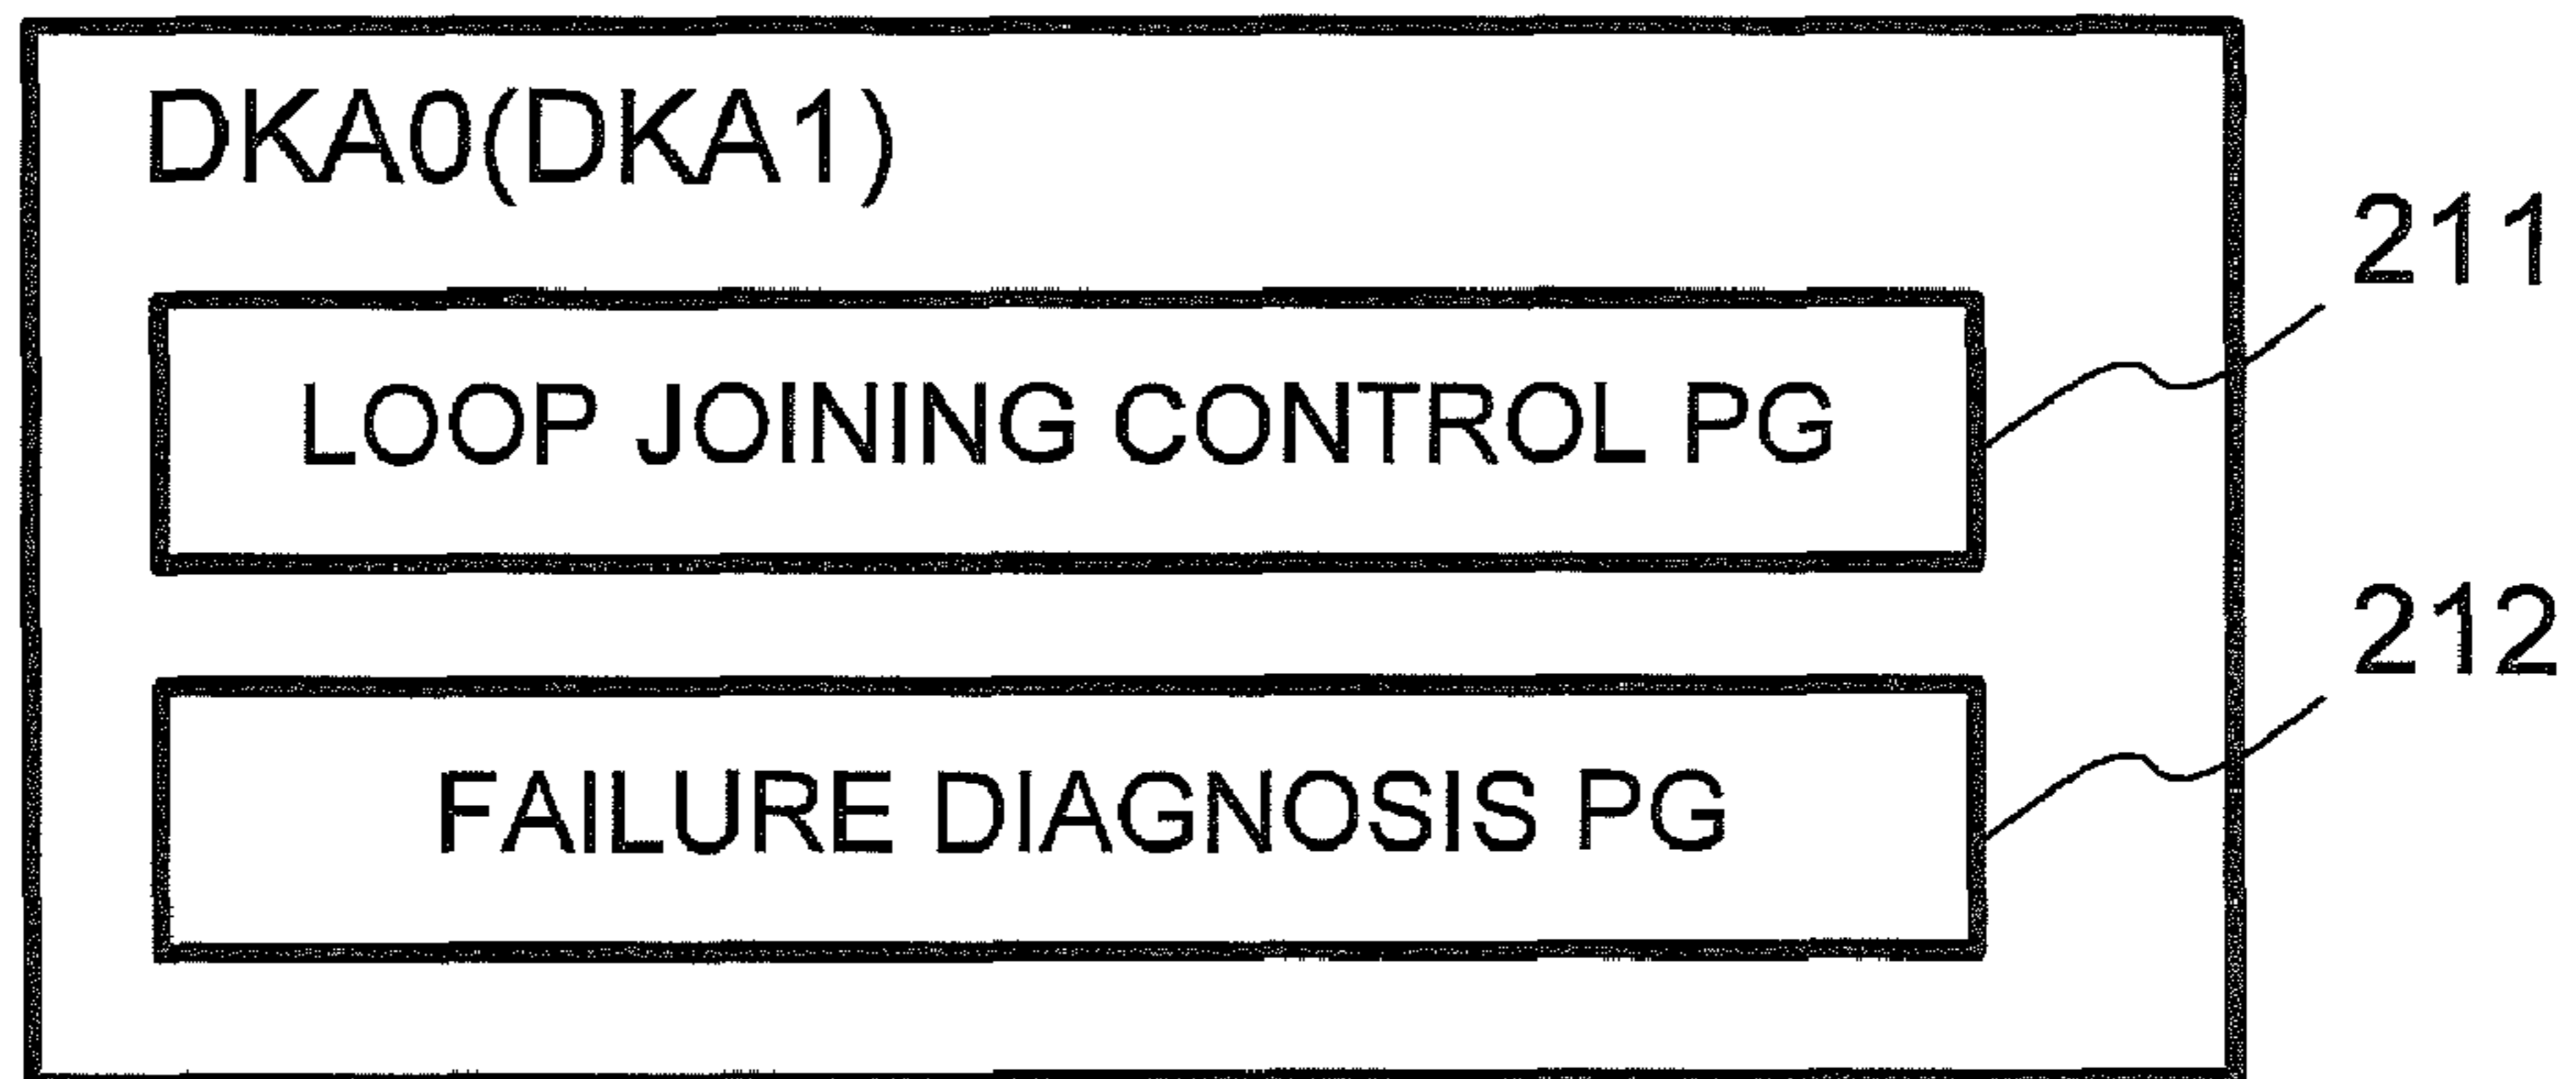 DKA0(DKA1)
211
LOOP JOINING CONTROL PG
212
FAILURE DIAGNOSIS PG